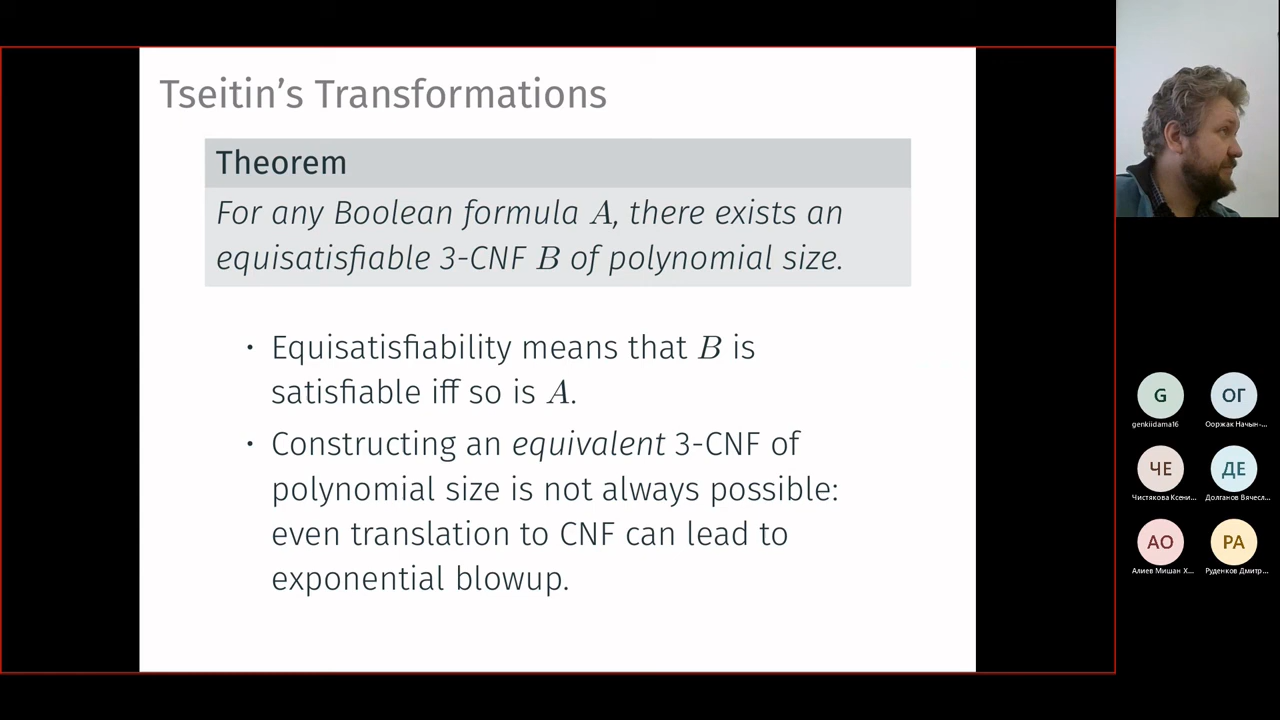 Tseitin's Transformations
Theorem
For any Boolean formula A, there exists an
equisatisfiable 3-CNF B of polynomial size.
• Equisatisfiability means that B is
satisfiable iff so is A.
• Constructing an equivalent 3-CNF of
polynomial size is not always possible:
even translation to CNF can lead to
exponential blowup.
G
ОГ
genkiidama16
Ооржак Начын-...
ЧЕ
ДЕ
Чистякова Ксени...
Долганов Вячесл...
АО
РА
Алиев Мишан Х...
Руденков Дмитр...